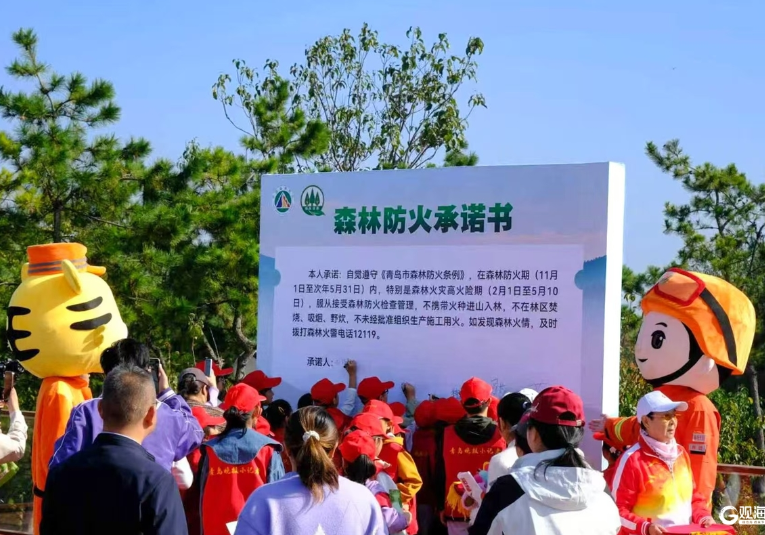 森林防火承诺书
本人承诺：自觉遵守《青岛市森林防火条例》，在森林防火期（11月
1日至次年5月31日）内，特别是森林火灾高火险期（2月1日至5月10
日），服从接受森林防火检查管理，不携带火种进山入林，不在林区焚
烧、吸烟、野炊，不未经批准组织生产施工用火。如发现森林火情，及时
拨打森林火警电话12119。
承诺人：
青岛晚报小记者
观海